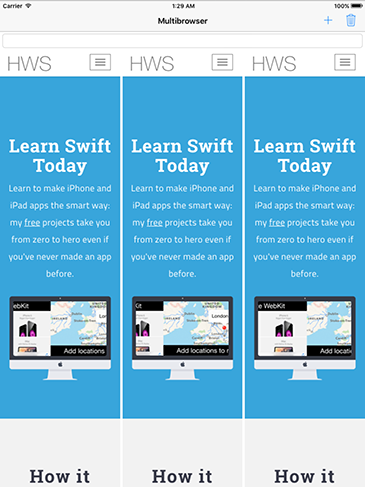 Carrier 1:29 AM 100%
Multibrowser
HWS HWS HWS
Learn Swift Today
Learn to make iPhone and
iPad apps the smart way:
my free projects take you
from zero to hero even if
you've never made an app
before.
e WebKit
London
Add locations
How it
Learn Swift Today
Learn to make iPhone and
iPad apps the smart way:
my free projects take you
from zero to hero even if
you've never made an app
before.
WebKit
London
Add locations to
How it
Learn Swift Today
Learn to make iPhone and
iPad apps the smart way:
my free projects take you
from zero to hero even if
you've never made an app
before.
e WebKit
Add locations
How it